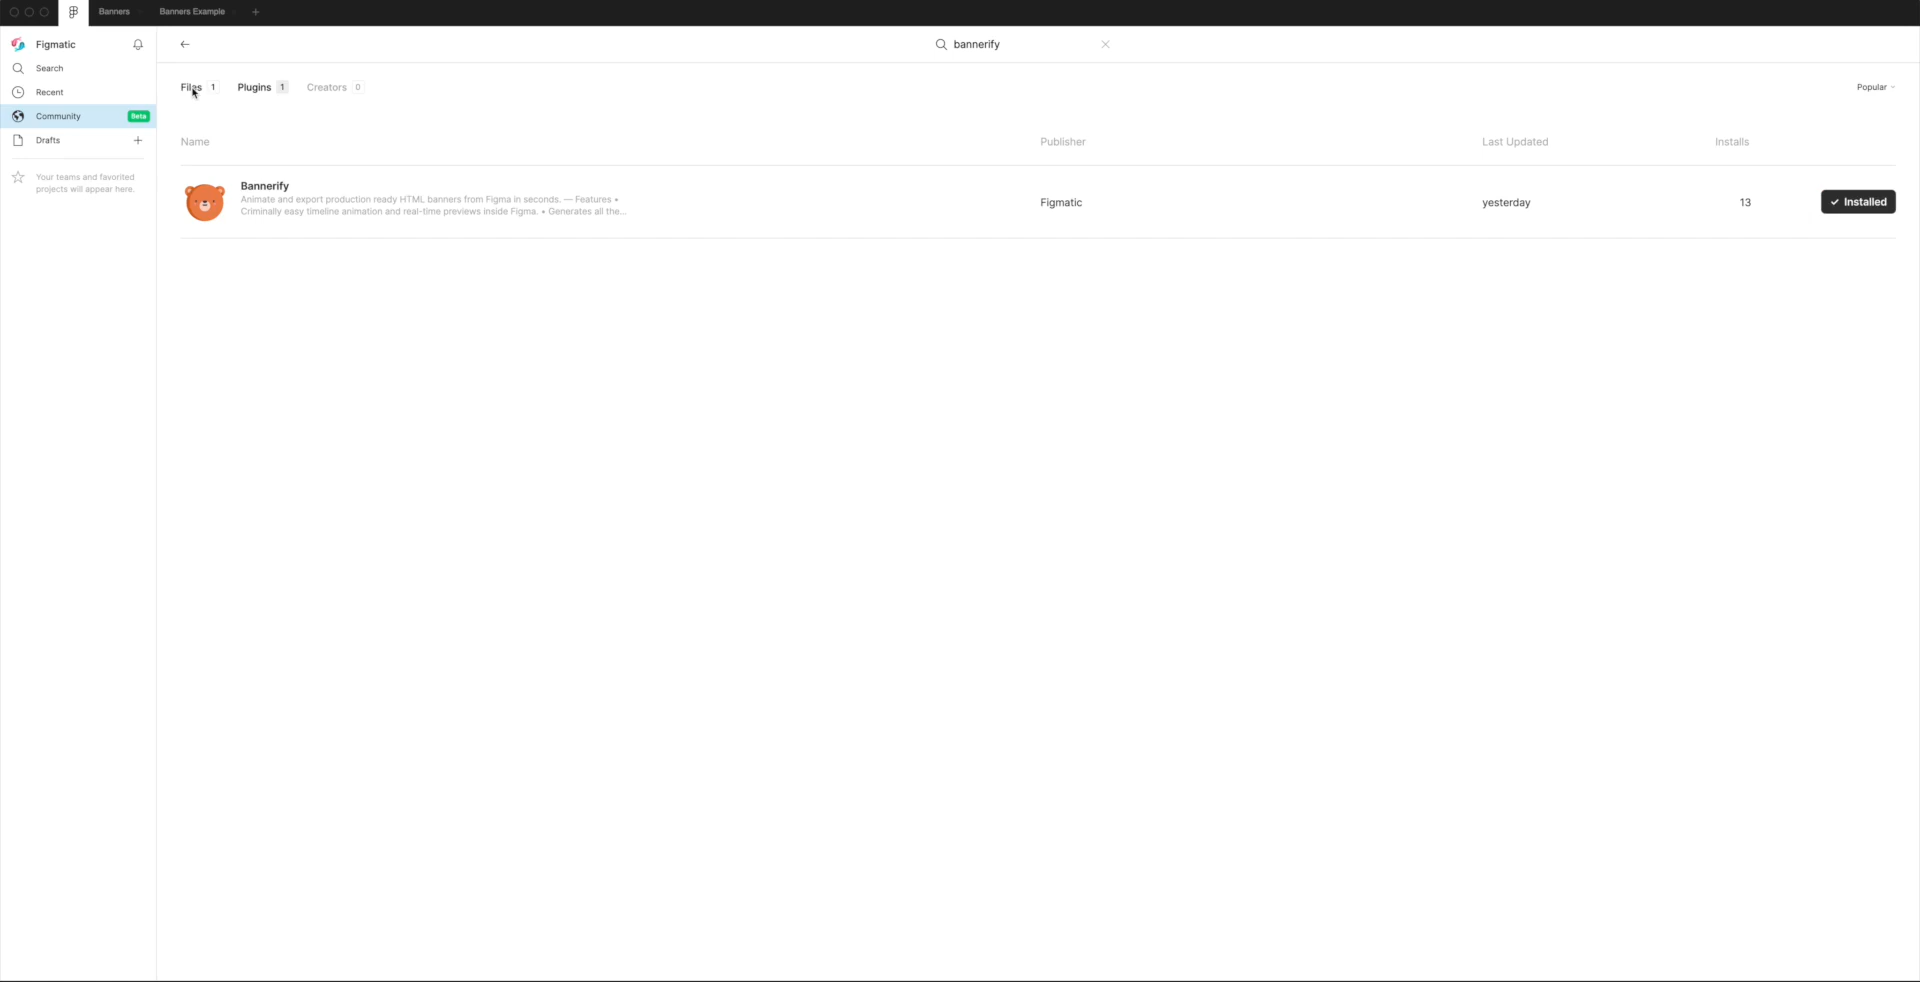 Banners
Banners Example
Figmatic
bannerify
Search
Files 1 Plugins 1 Creators 0
Popular
Recent
Community Beta
Drafts
Your teams and favorited
projects will appear here.
Name Publisher Last Updated Installs
Bannerify
Animate and export production ready HTML banners from Figma in seconds. — Features •
Criminally easy timeline animation and real-time previews inside Figma. • Generates all the...
Figmatic yesterday 13 Installed